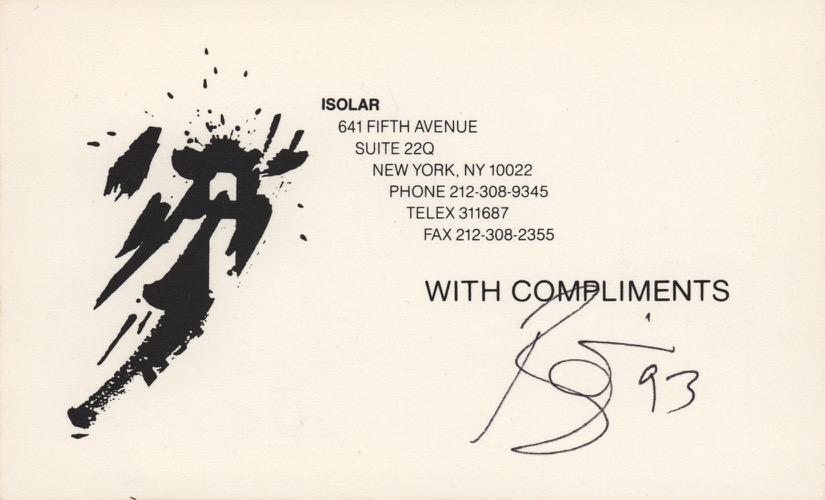 ISOLAR
641 FIFTH AVENUE
SUITE 22Q
NEW YORK, NY 10022
PHONE 212-308-9345
TELEX 311687
FAX 212-308-2355
WITH COMPLIMENTS
93